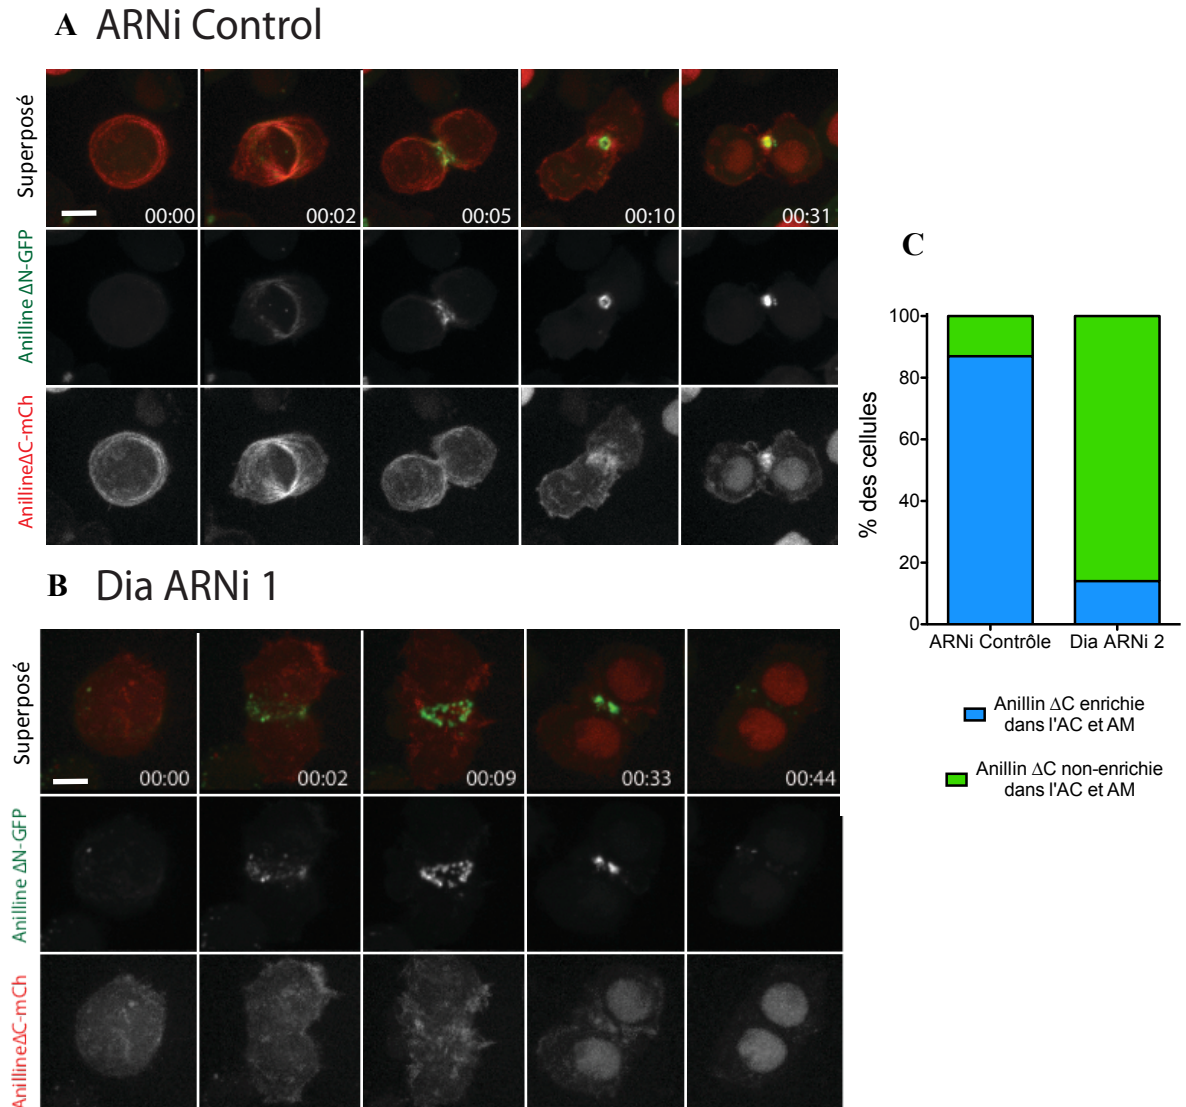 A ARNi Control
Superposé
00:00
00:02
00:05
00:10
00:31
Anilline ΔN-GFP
AnillineΔC-mCh
B Dia ARNi 1
Superposé
00:00
00:02
00:09
00:33
00:44
Anilline ΔN-GFP
AnillineΔC-mCh
C
% des cellules
100
80
60
40
20
0
ARNi Contrôle
Dia ARNi 2
Anillin ΔC enrichie
dans l'AC et AM
Anillin ΔC non-enrichie
dans l'AC et AM